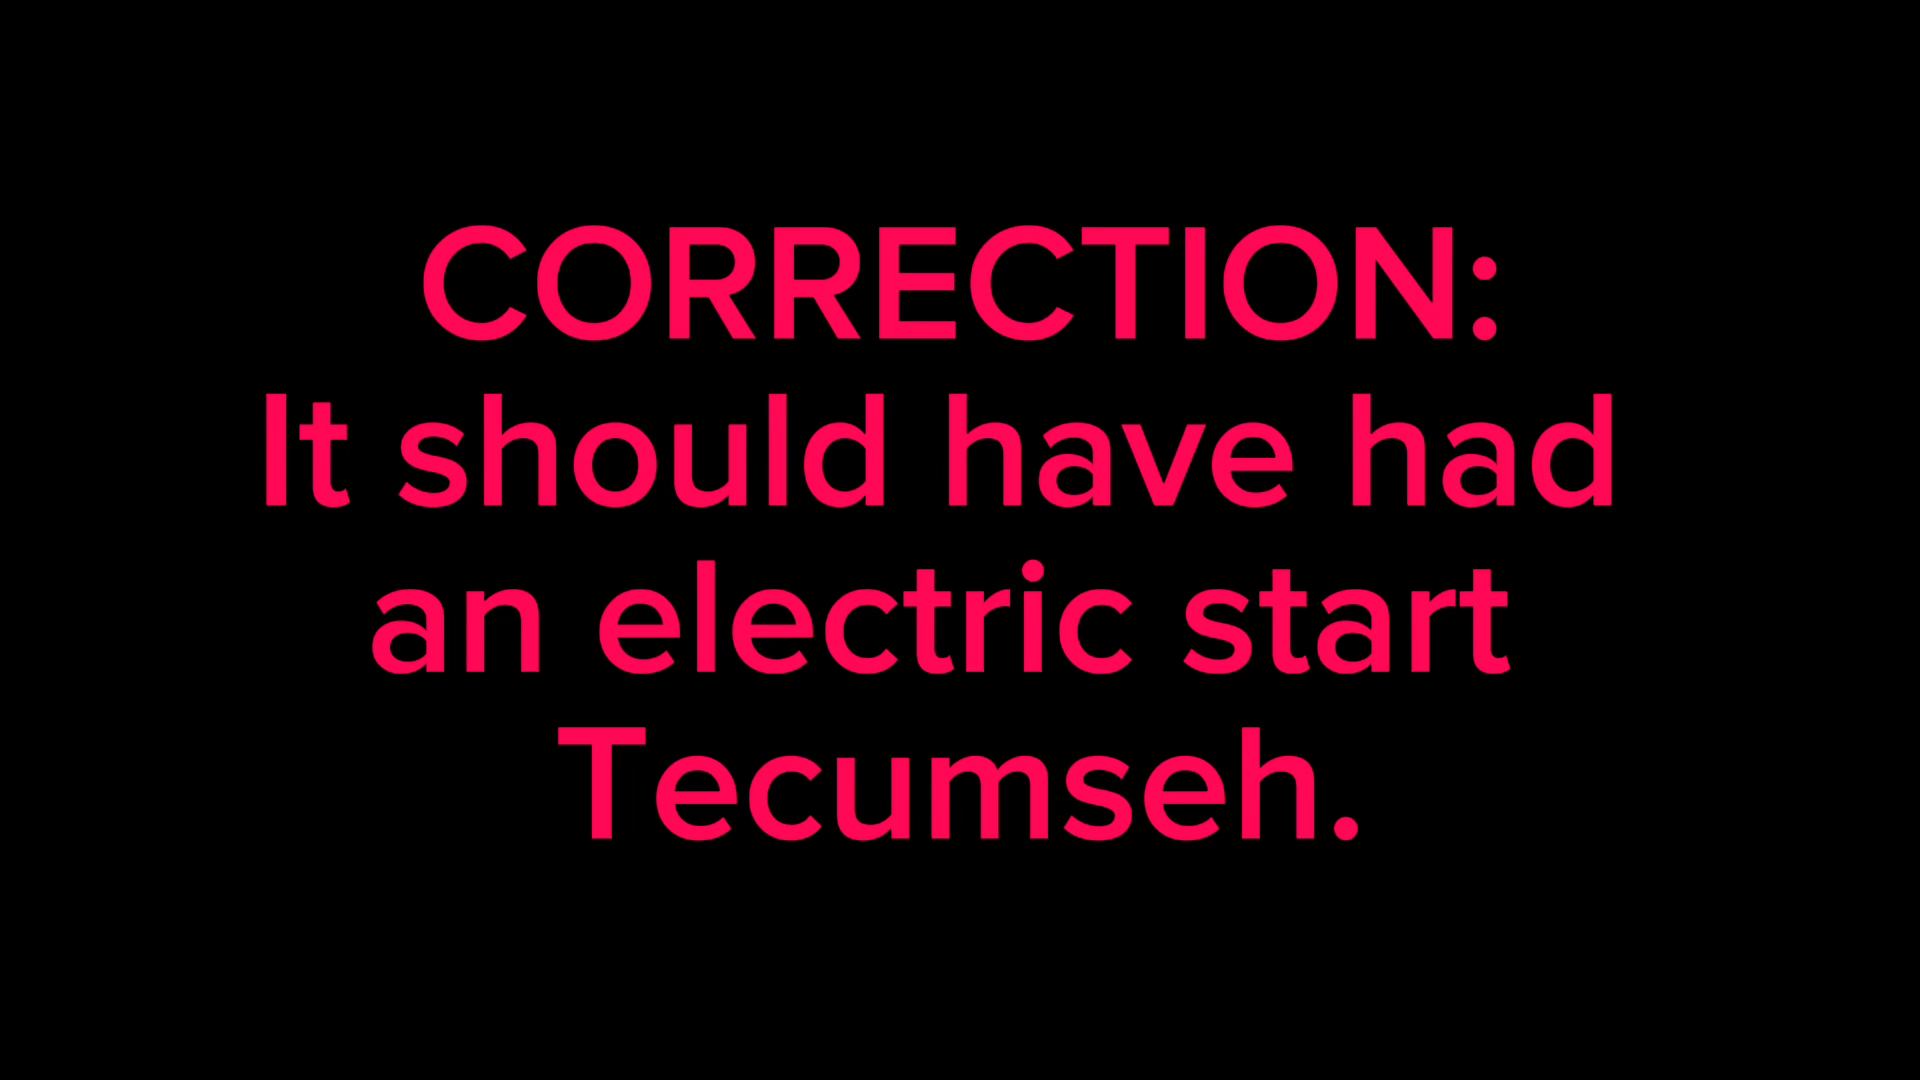 CORRECTION:
It should have had
an electric start
Tecumseh.